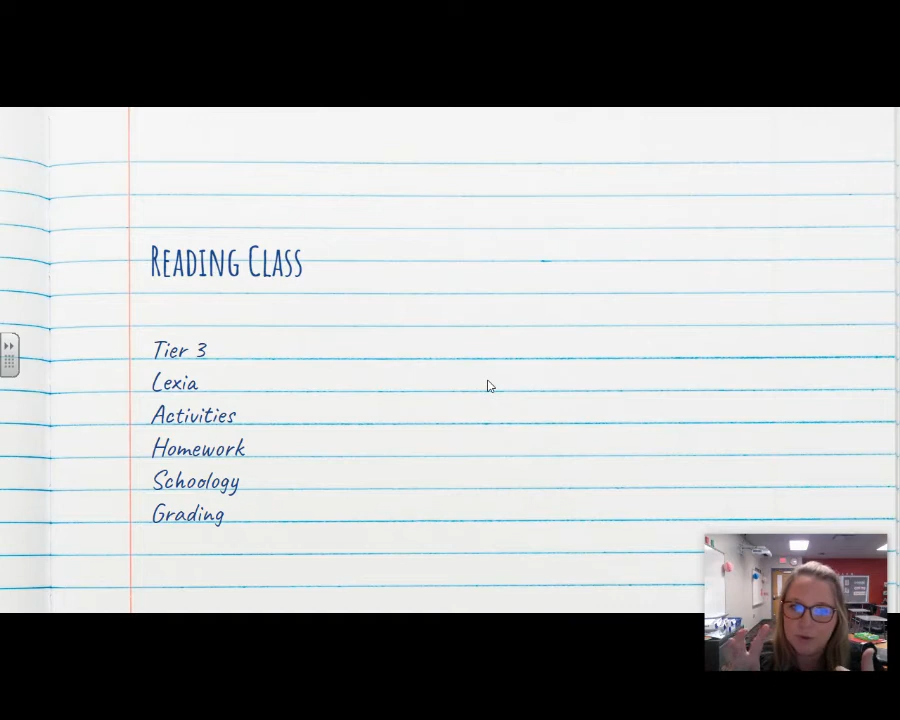 Reading Class
Tier 3
Lexia
Activities
Homework
Schoology
Grading